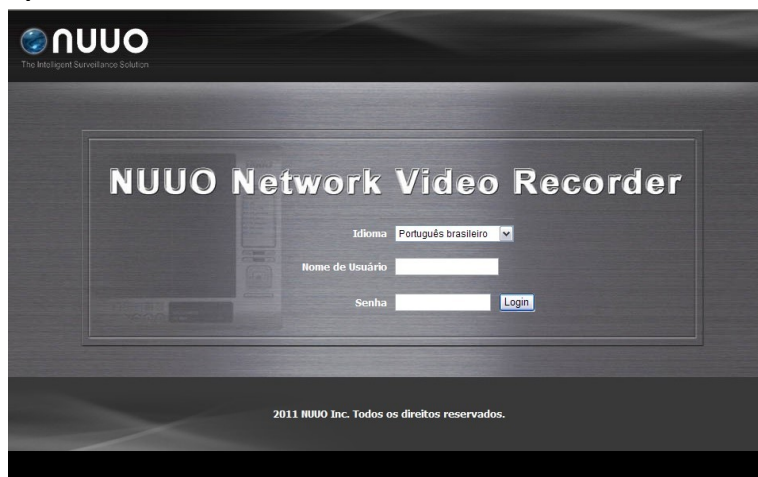 nuuo
The Intelligent Surveillance Solution
NUUO Network Video Recorder
Idioma Português brasileiro
Nome de Usuário
Senha Login
2011 NUUO Inc. Todos os direitos reservados.